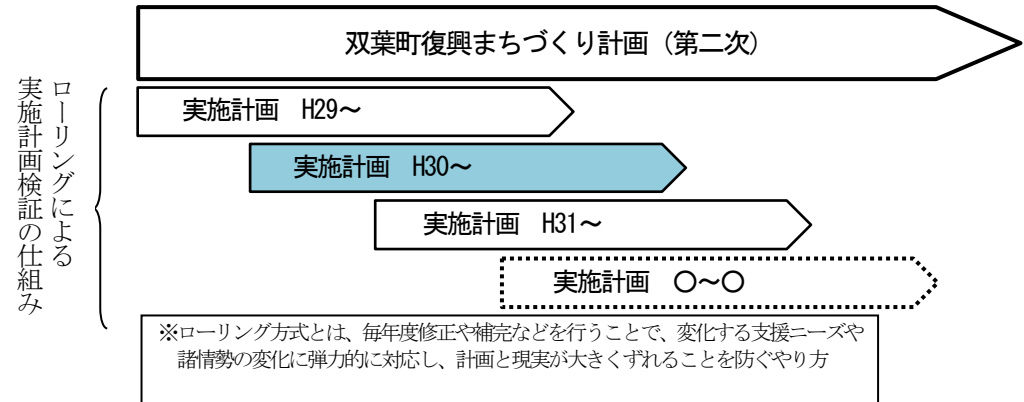 双葉町復興まちづくり計画（第二次）
ローリングによる
実施計画検証の仕組み
実施計画　H29～
実施計画　H30～
実施計画　H31～
実施計画　〇～〇
※ローリング方式とは、毎年度修正や補完などを行うことで、変化する支援ニーズや
諸情勢の変化に弾力的に対応し、計画と現実が大きくずれることを防ぐやり方